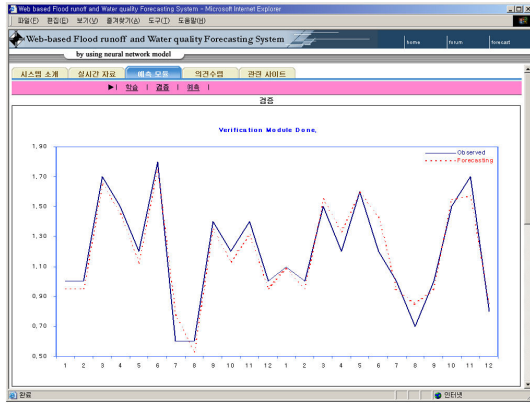 Web based Flood runoff and Water quality Forecasting System - Microsoft Internet Explorer
파일(F) 편집(E) 보기(V) 즐겨찾기(A) 도구(T) 도움말(H)
Web-based Flood runoff and Water quality Forecasting System
home forum forecast
by using neural network model
시스템 소개 실시간 자료 예측 모듈 의견수렴 관련 사이트
▶| 학습 | 검증 | 예측 |
검증
Verification Module Done,
Observed
Forecasting
1,90
1,70
1,50
1,30
1,10
0,90
0,70
0,50
1 2 3 4 5 6 7 8 9 10 11 12 1 2 3 4 5 6 7 8 9 10 11 12
완료 인터넷